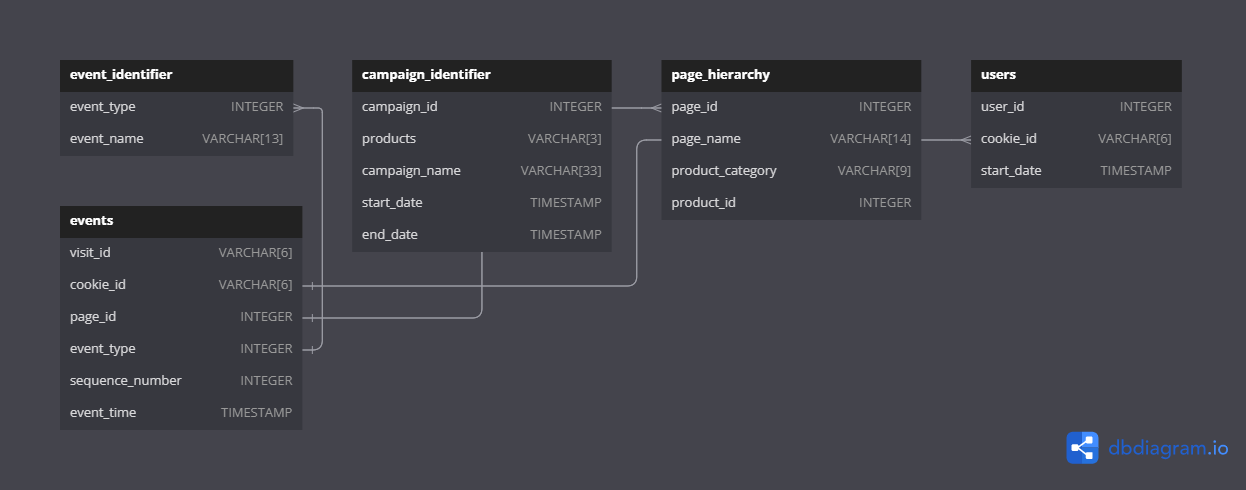 event_identifier
event_type INTEGER
event_name VARCHAR[13]
events
visit_id VARCHAR[6]
cookie_id VARCHAR[6]
page_id INTEGER
event_type INTEGER
sequence_number INTEGER
event_time TIMESTAMP
campaign_identifier
campaign_id INTEGER
products VARCHAR[3]
campaign_name VARCHAR[33]
start_date TIMESTAMP
end_date TIMESTAMP
page_hierarchy
page_id INTEGER
page_name VARCHAR[14]
product_category VARCHAR[9]
product_id INTEGER
users
user_id INTEGER
cookie_id VARCHAR[6]
start_date TIMESTAMP
dbdiagram.io